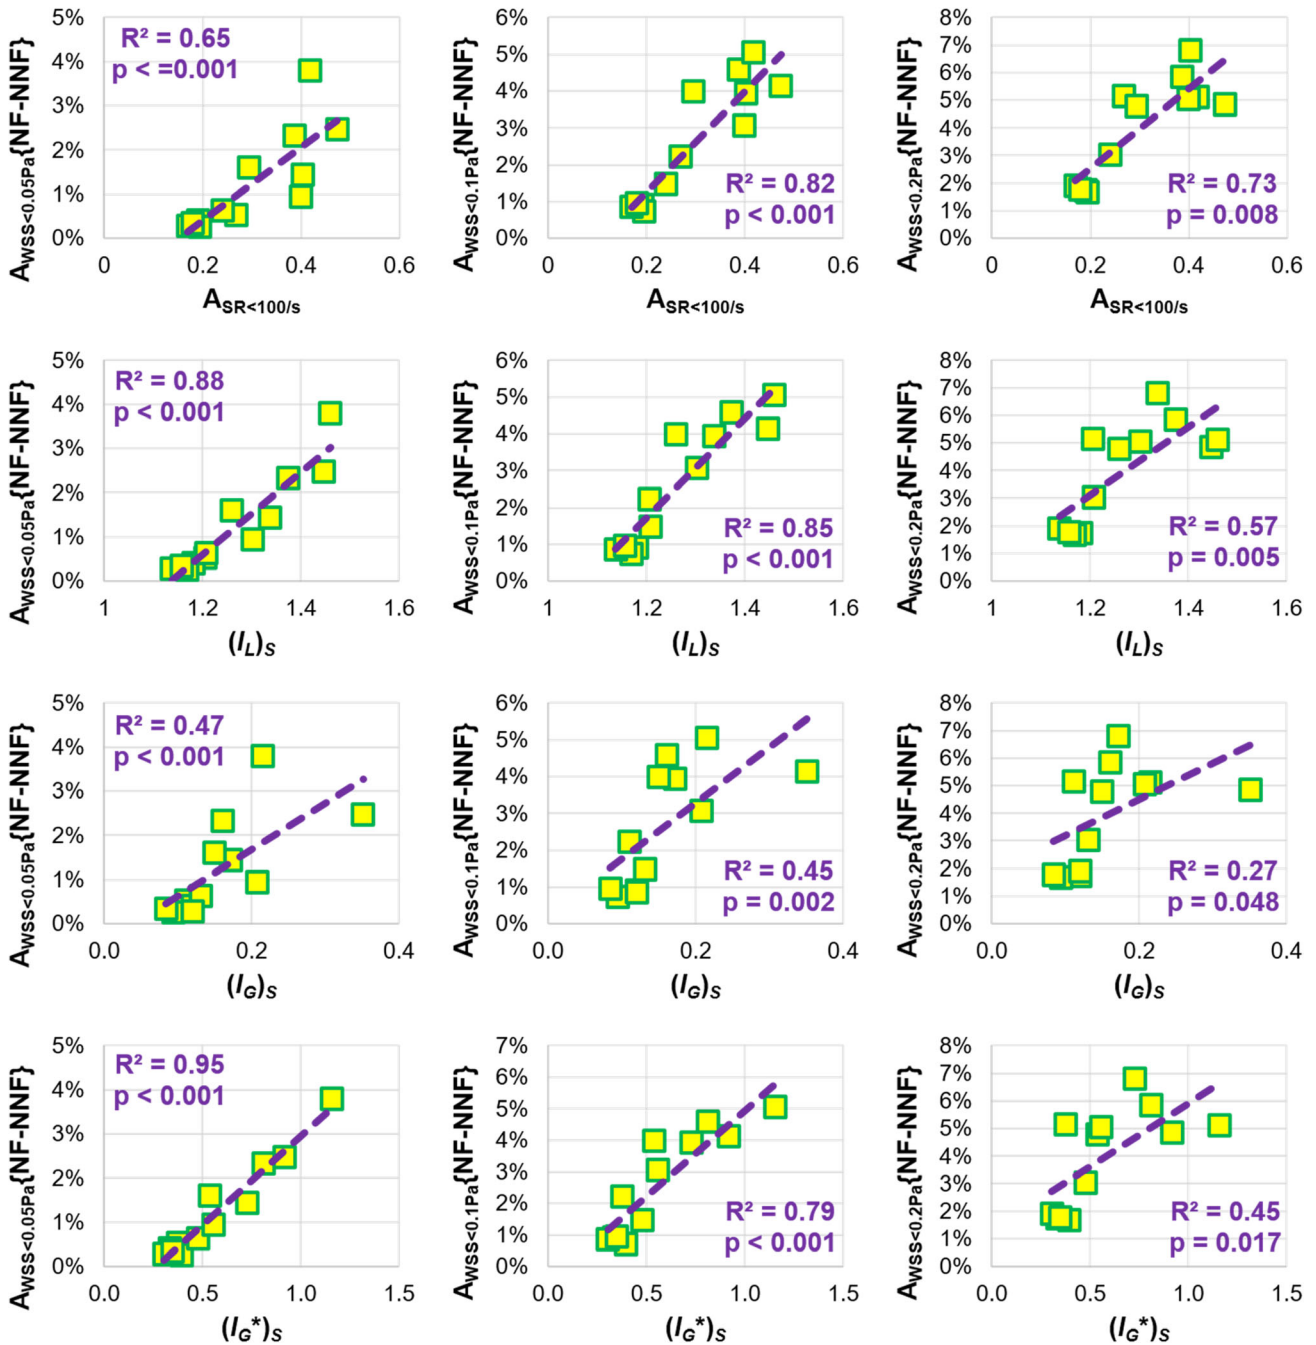 5%
4%
3%
2%
1%
0%
A_WSS<0.05Pa{NF-NNF}
R² = 0.65
p < =0.001
0 0.2 0.4 0.6
A_SR<100/s
6%
5%
4%
3%
2%
1%
0%
A_WSS<0.1Pa{NF-NNF}
R² = 0.82
p < 0.001
0 0.2 0.4 0.6
A_SR<100/s
8%
7%
6%
5%
4%
3%
2%
1%
0%
A_WSS<0.2Pa{NF-NNF}
R² = 0.73
p = 0.008
0 0.2 0.4 0.6
A_SR<100/s
5%
4%
3%
2%
1%
0%
A_WSS<0.05Pa{NF-NNF}
R² = 0.88
p < 0.001
1 1.2 1.4 1.6
(I_L)_S
6%
5%
4%
3%
2%
1%
0%
A_WSS<0.1Pa{NF-NNF}
R² = 0.85
p < 0.001
1 1.2 1.4 1.6
(I_L)_S
8%
7%
6%
5%
4%
3%
2%
1%
0%
A_WSS<0.2Pa{NF-NNF}
R² = 0.57
p = 0.005
1 1.2 1.4 1.6
(I_L)_S
5%
4%
3%
2%
1%
0%
A_WSS<0.05Pa{NF-NNF}
R² = 0.47
p < 0.001
0.0 0.2 0.4
(I_G)_S
6%
5%
4%
3%
2%
1%
0%
A_WSS<0.1Pa{NF-NNF}
R² = 0.45
p = 0.002
0.0 0.2 0.4
(I_G)_S
8%
7%
6%
5%
4%
3%
2%
1%
0%
A_WSS<0.2Pa{NF-NNF}
R² = 0.27
p = 0.048
0.0 0.2 0.4
(I_G)_S
5%
4%
3%
2%
1%
0%
A_WSS<0.05Pa{NF-NNF}
R² = 0.95
p < 0.001
0.0 0.5 1.0 1.5
(I_G*)_S
7%
6%
5%
4%
3%
2%
1%
0%
A_WSS<0.1Pa{NF-NNF}
R² = 0.79
p < 0.001
0.0 0.5 1.0 1.5
(I_G*)_S
8%
7%
6%
5%
4%
3%
2%
1%
0%
A_WSS<0.2Pa{NF-NNF}
R² = 0.45
p = 0.017
0.0 0.5 1.0 1.5
(I_G*)_S